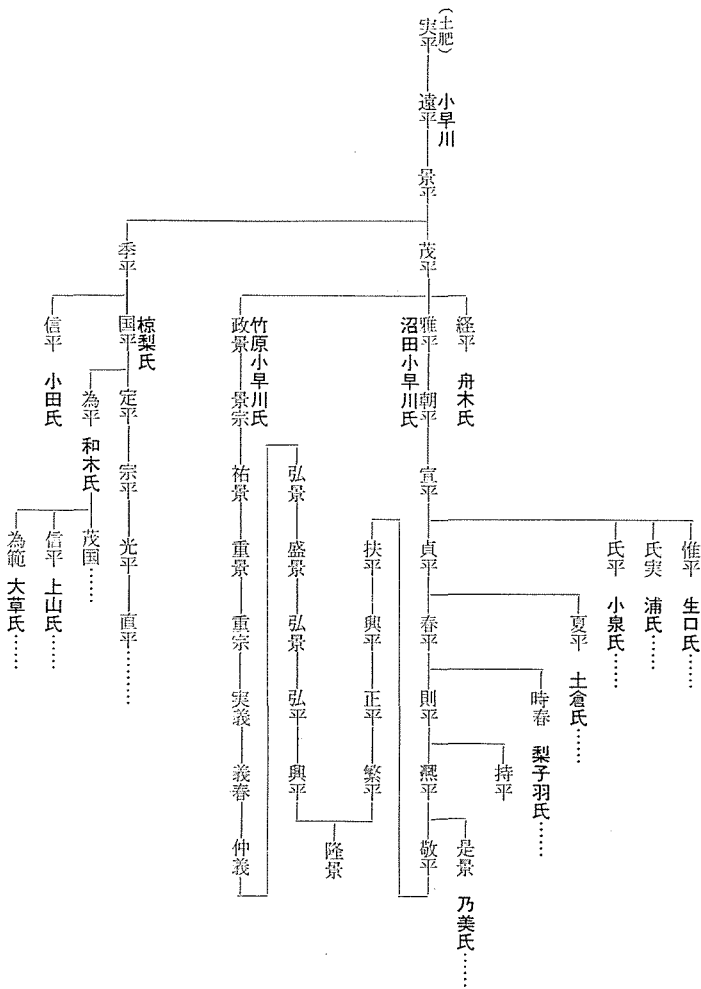 (土肥)
実平
小早川
遠平
景平
茂平
経平 舟木氏
沼田小早川氏
雅平
朝平
宣平
惟平 生口氏……
氏実 浦氏……
氏平 小泉氏……
貞平
夏平 土倉氏……
春平
時春 梨子羽氏……
則平
持平
熈平
是景 乃美氏……
敬平
扶平
興平
正平
繁平
竹原小早川氏
政景
景宗
祐景
重景
重宗
実義
義春
仲義
弘景
盛景
弘景
弘平
興平
隆景
季平
椋梨氏
国平
定平
宗平
光平
直平………
為平 和木氏
茂国……
信平 上山氏……
為範 大草氏……
信平 小田氏